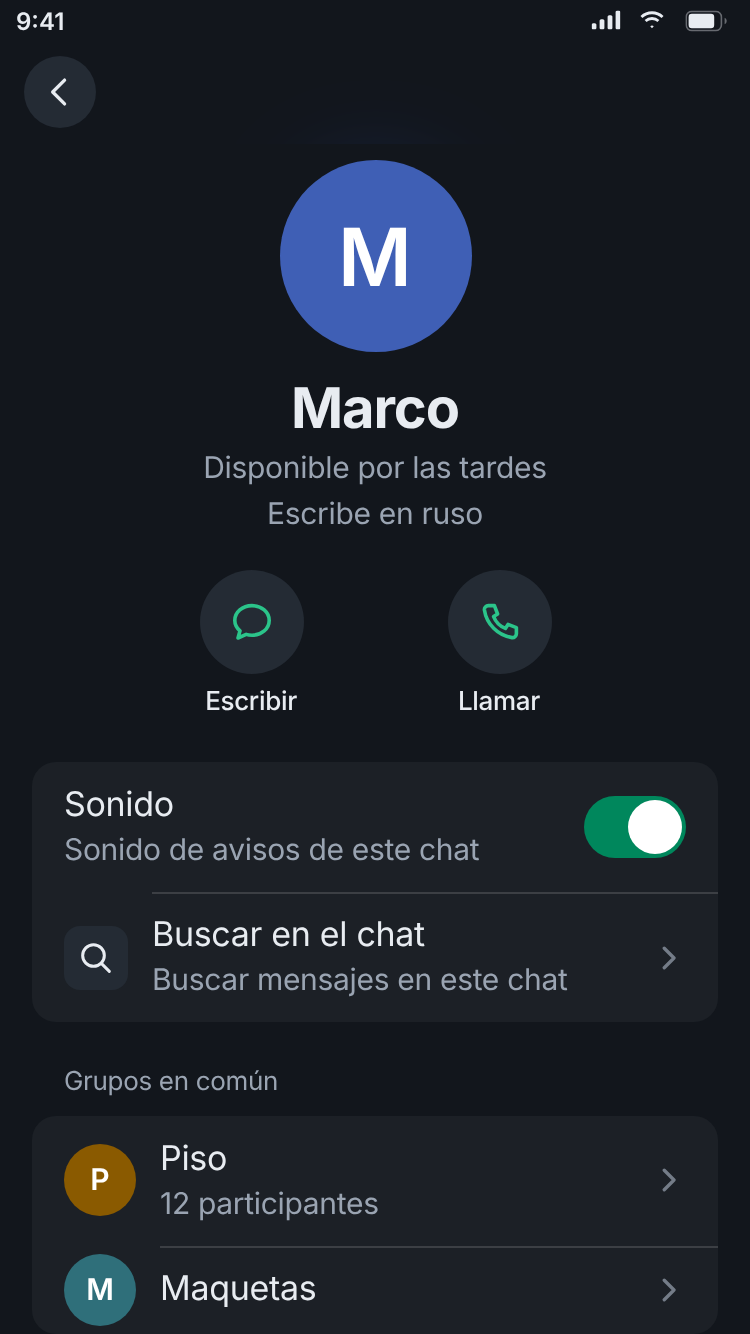 9:41
M
Marco
Disponible por las tardes
Escribe en ruso
Escribir
Llamar
Sonido
Sonido de avisos de este chat
Buscar en el chat
Buscar mensajes en este chat
Grupos en común
P
Piso
12 participantes
M
Maquetas